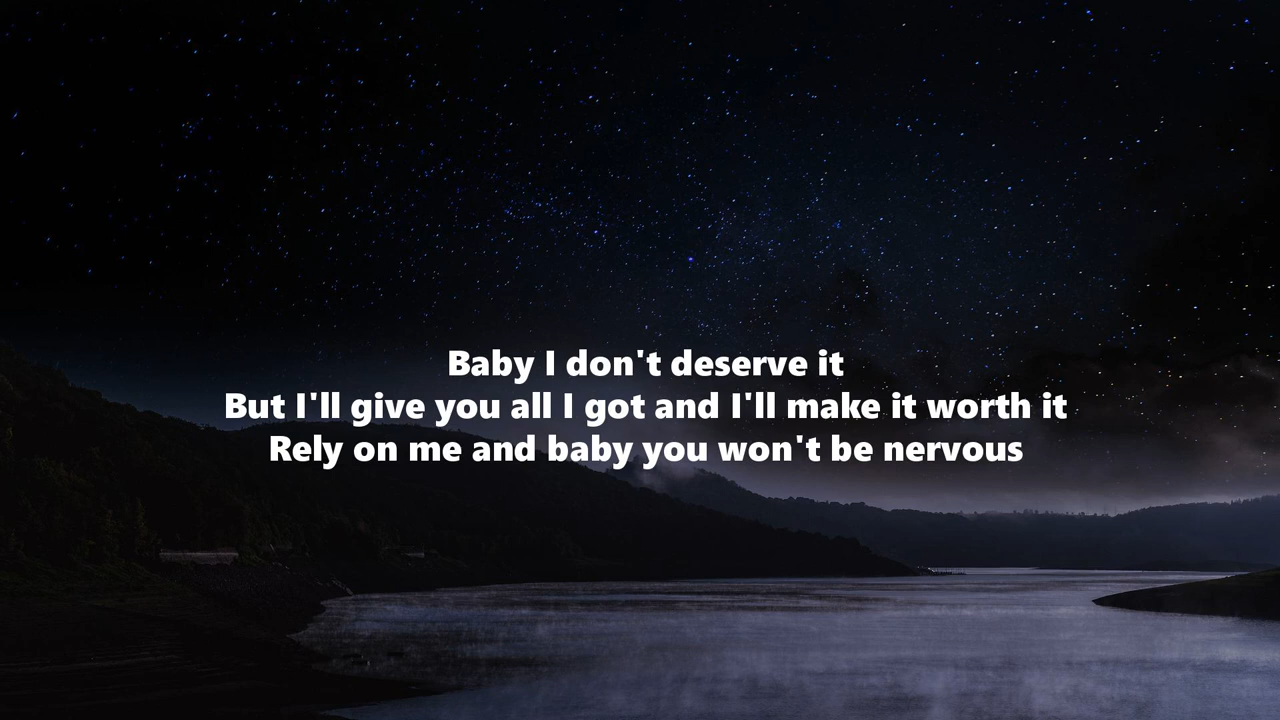 Baby I don't deserve it
But I'll give you all I got and I'll make it worth it
Rely on me and baby you won't be nervous